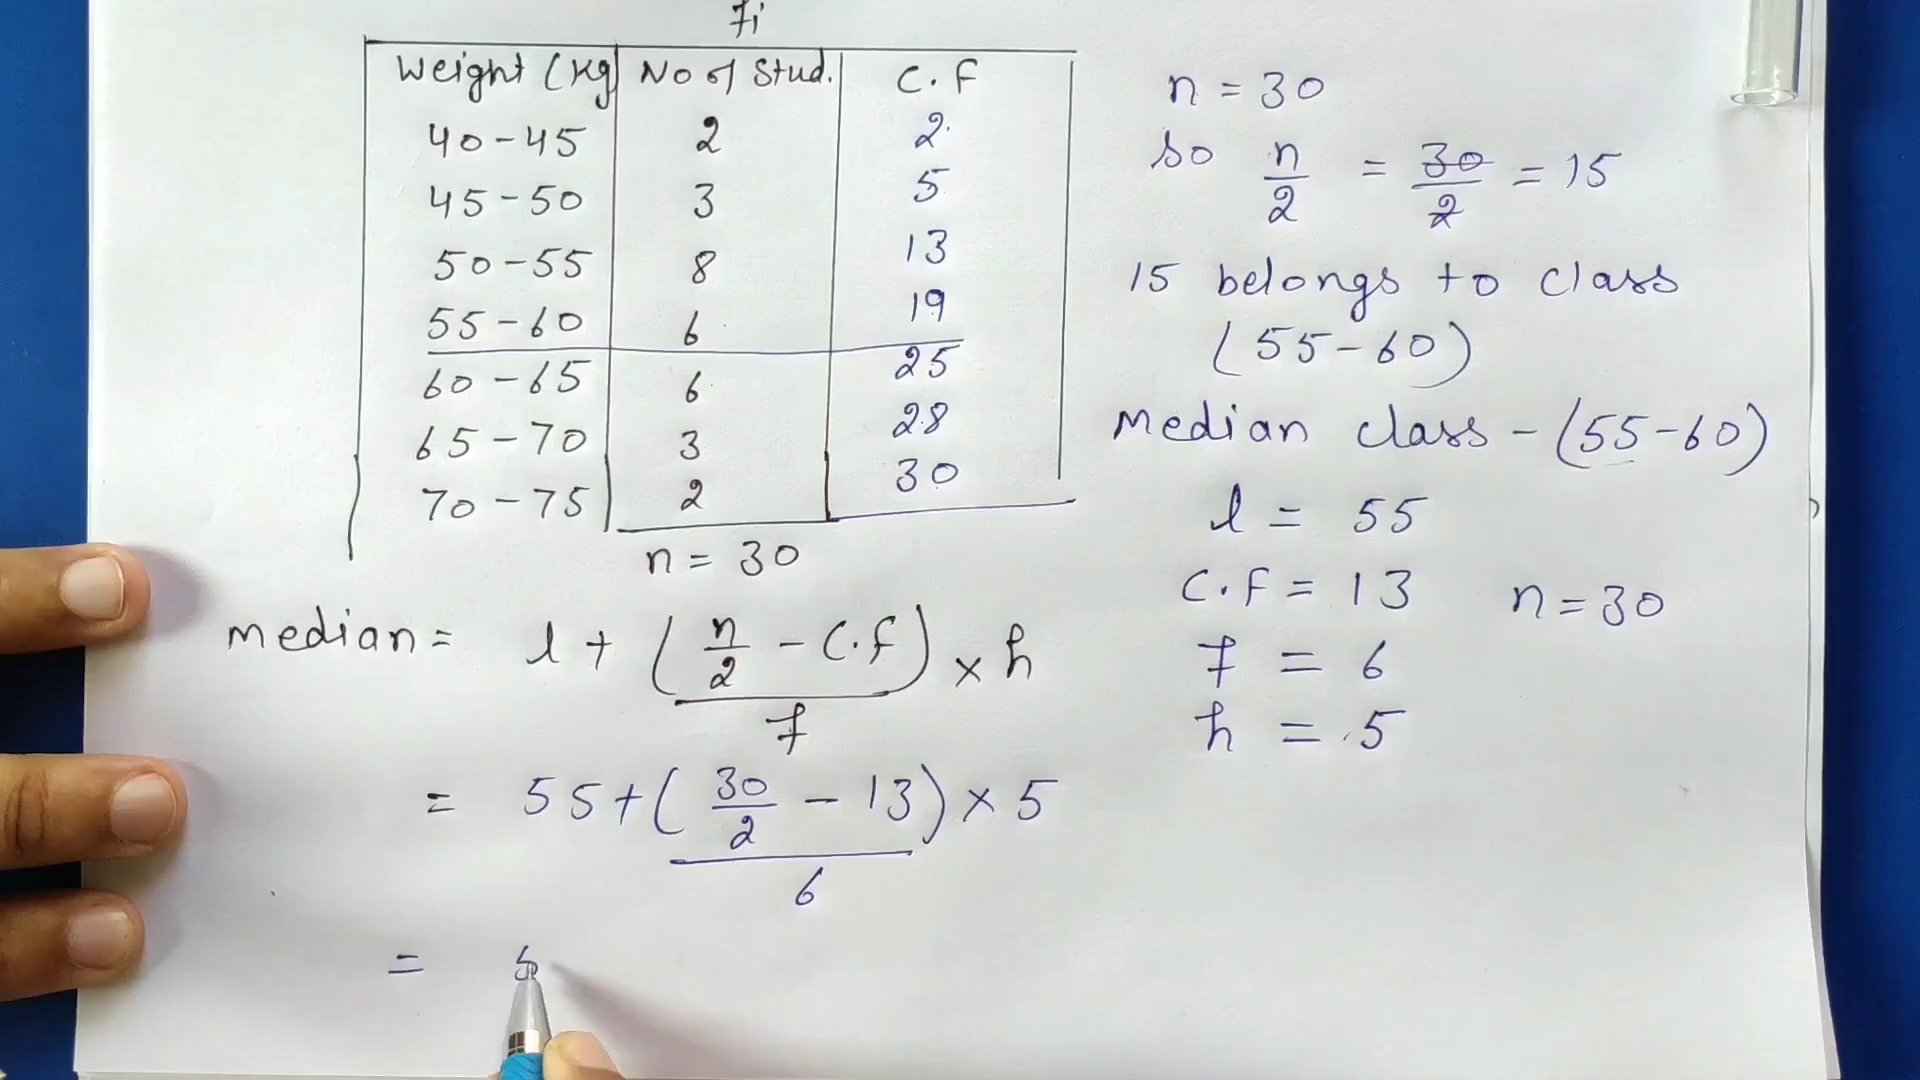 fi
Weight (Kg) No of Stud. C.F
40-45 2 2
45-50 3 5
50-55 8 13
55-60 6 19
60-65 6 25
65-70 3 28
70-75 2 30
n = 30
median = l + (n/2 - C.f)/f × h
= 55 + (30/2 - 13)/6 × 5
= 5
n = 30
so n/2 = 30/2 = 15
15 belongs to class
(55-60)
Median class - (55-60)
l = 55
C.F = 13 n = 30
f = 6
h = 5